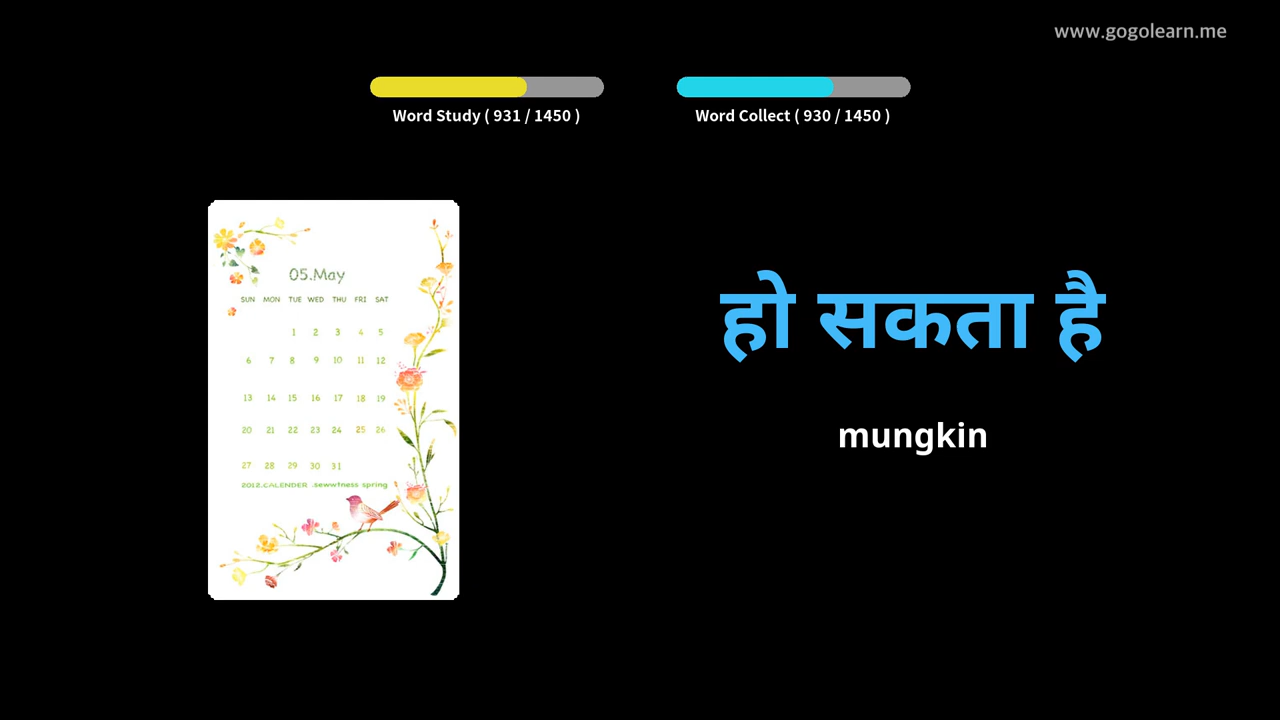 www.gogolearn.me
Word Study ( 931 / 1450 )
Word Collect ( 930 / 1450 )
05.May
SUN MON TUE WED THU FRI SAT
1 2 3 4 5
6 7 8 9 10 11 12
13 14 15 16 17 18 19
20 21 22 23 24 25 26
27 28 29 30 31
2012.CALENDER .sewwtness spring
हो सकता है
mungkin